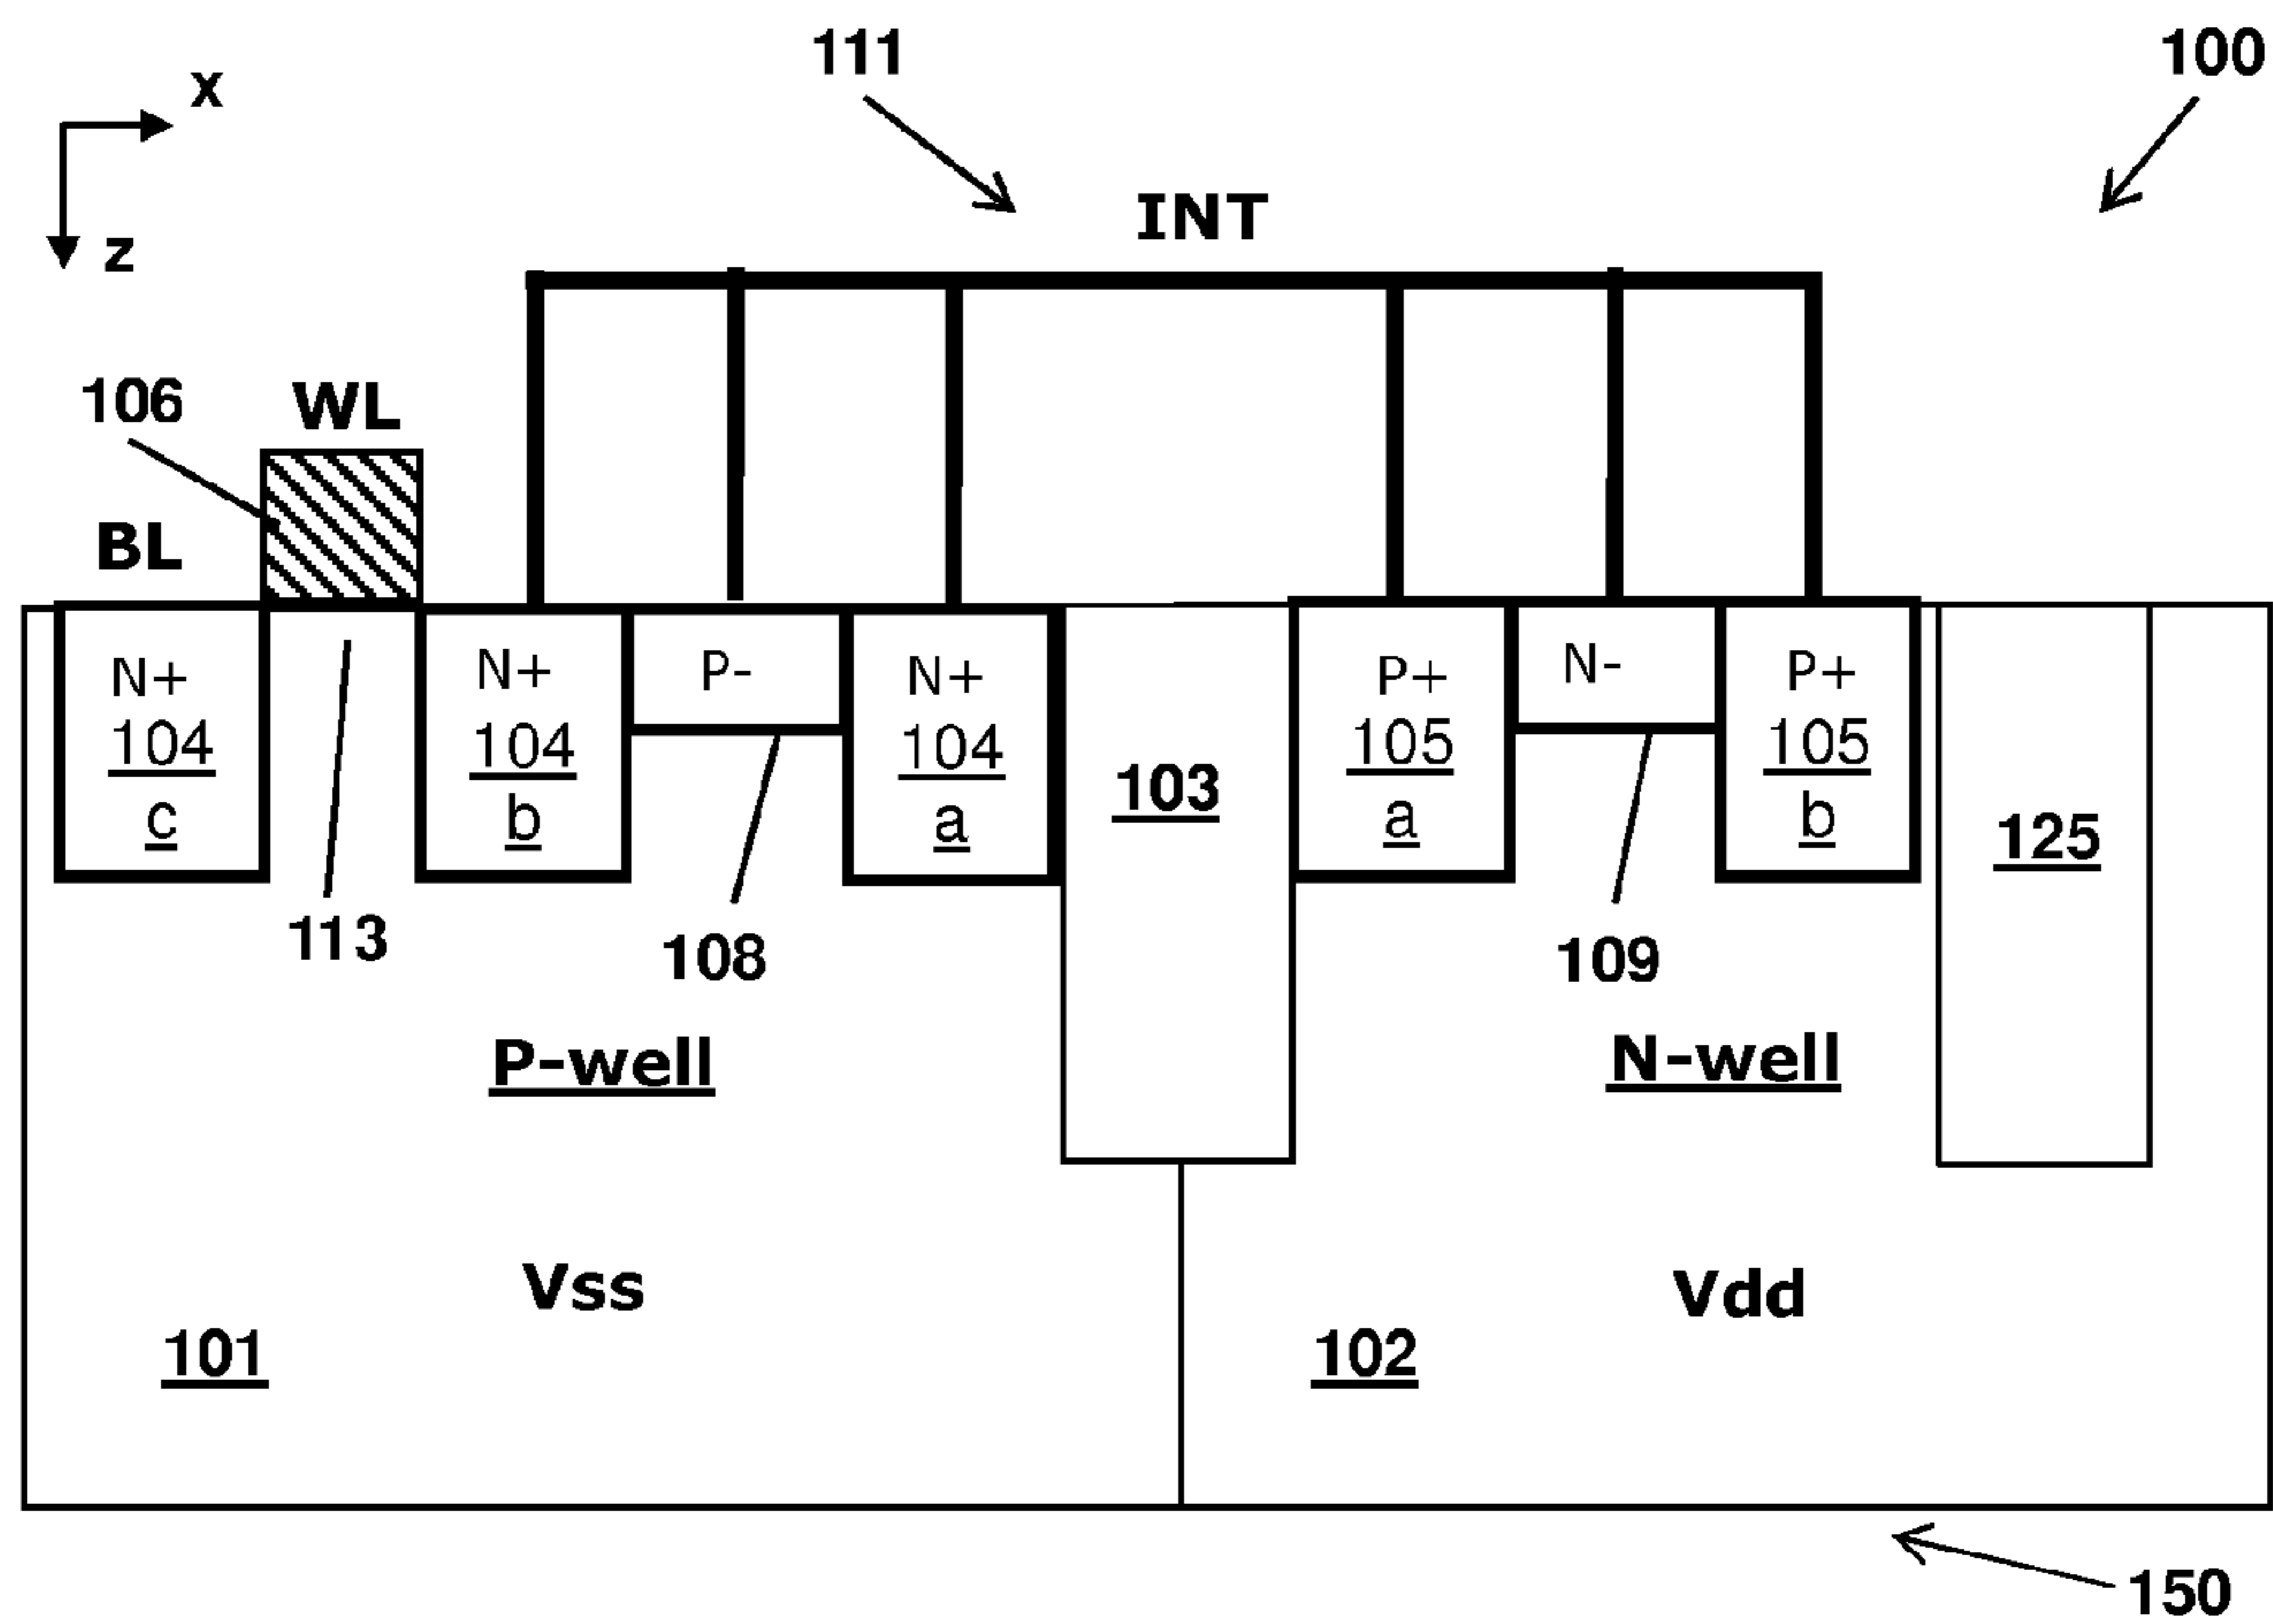 111
100
x
INT
z
106
WL
BL
N+
104
c
N+
104
b
P-
N+
104
a
103
P+
105
a
N-
P+
105
b
125
113
108
109
P-well
N-well
Vss
Vdd
101
102
150